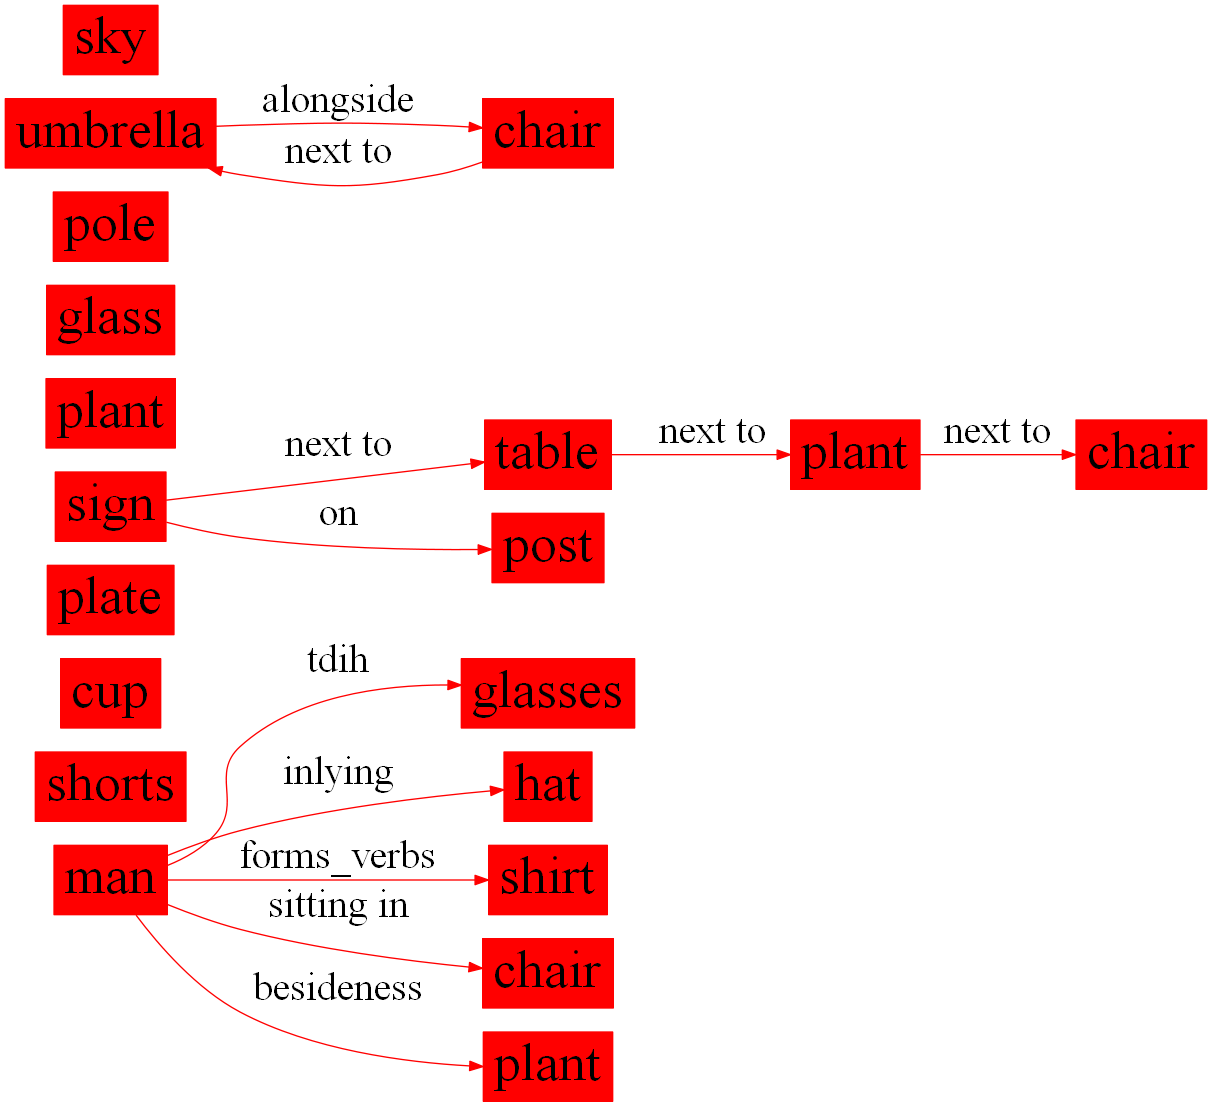 sky
umbrella
alongside
chair
next to
pole
glass
plant
sign
next to
table
next to
plant
next to
chair
on
post
plate
cup
shorts
man
tdih
glasses
inlying
hat
forms_verbs
shirt
sitting in
chair
besideness
plant